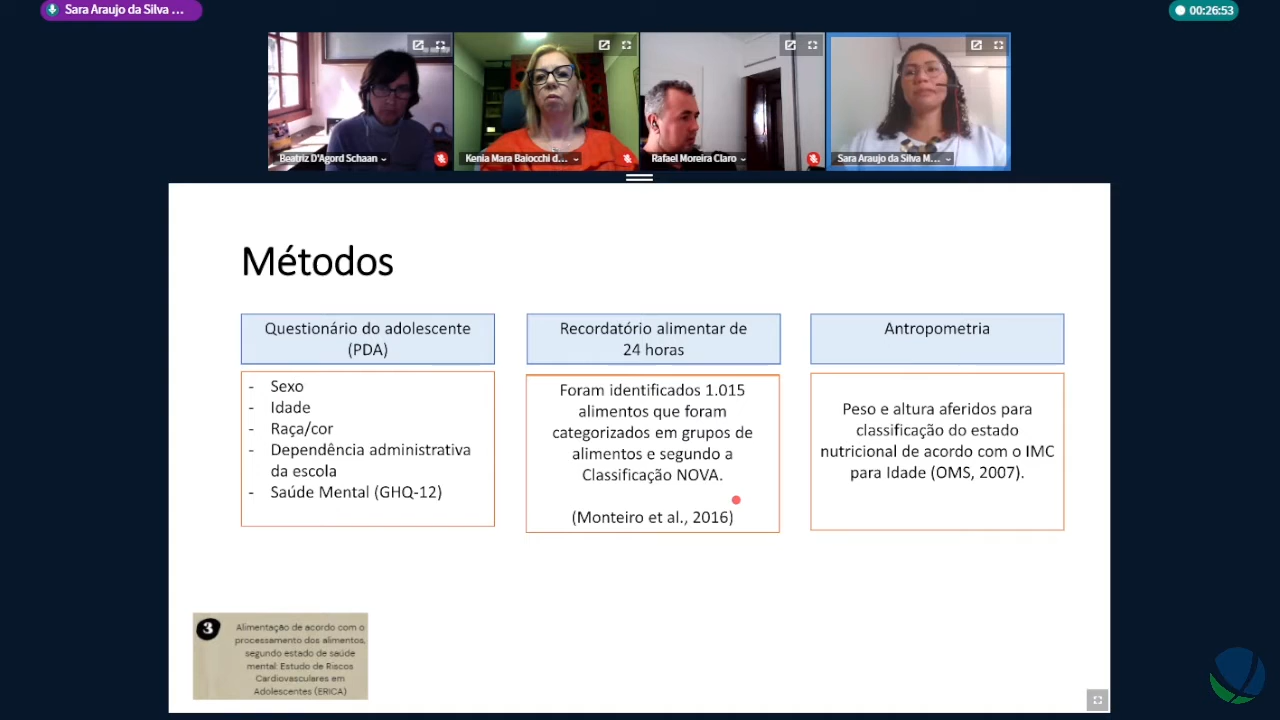 Sara Araujo da Silva ...
00:26:53
Beatriz D'Agord Schaan
Kenia Mara Baiocchi d...
Rafael Moreira Claro
Sara Araujo da Silva M...
Métodos
Questionário do adolescente
(PDA)
- Sexo
- Idade
- Raça/cor
- Dependência administrativa
da escola
- Saúde Mental (GHQ-12)
Recordatório alimentar de
24 horas
Foram identificados 1.015
alimentos que foram
categorizados em grupos de
alimentos e segundo a
Classificação NOVA.
(Monteiro et al., 2016)
Antropometria
Peso e altura aferidos para
classificação do estado
nutricional de acordo com o IMC
para Idade (OMS, 2007).
3
Alimentação de acordo com o
processamento dos alimentos,
segundo estado de saúde
mental: Estudo de Riscos
Cardiovasculares em
Adolescentes (ERICA)